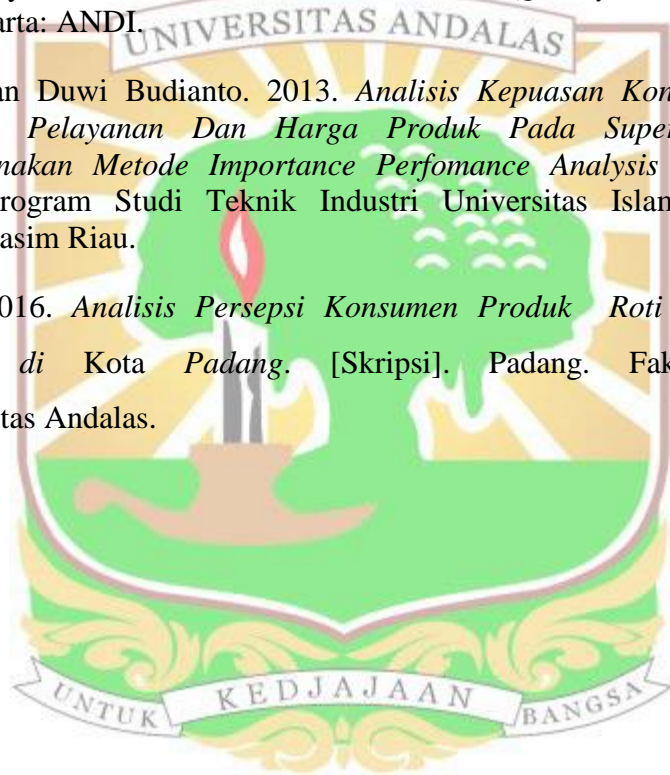 arta: ANDI.
UNIVERSITAS ANDALAS
an Duwi Budianto. 2013. Analisis Kepuasan Kon
Pelayanan Dan Harga Produk Pada Super
nakan Metode Importance Perfomance Analysis
rogram Studi Teknik Industri Universitas Islan
asim Riau.
016. Analisis Persepsi Konsumen Produk Roti
di Kota Padang. [Skripsi]. Padang. Fak
tas Andalas.
UNTUK KEDJAJAAN BANGSA